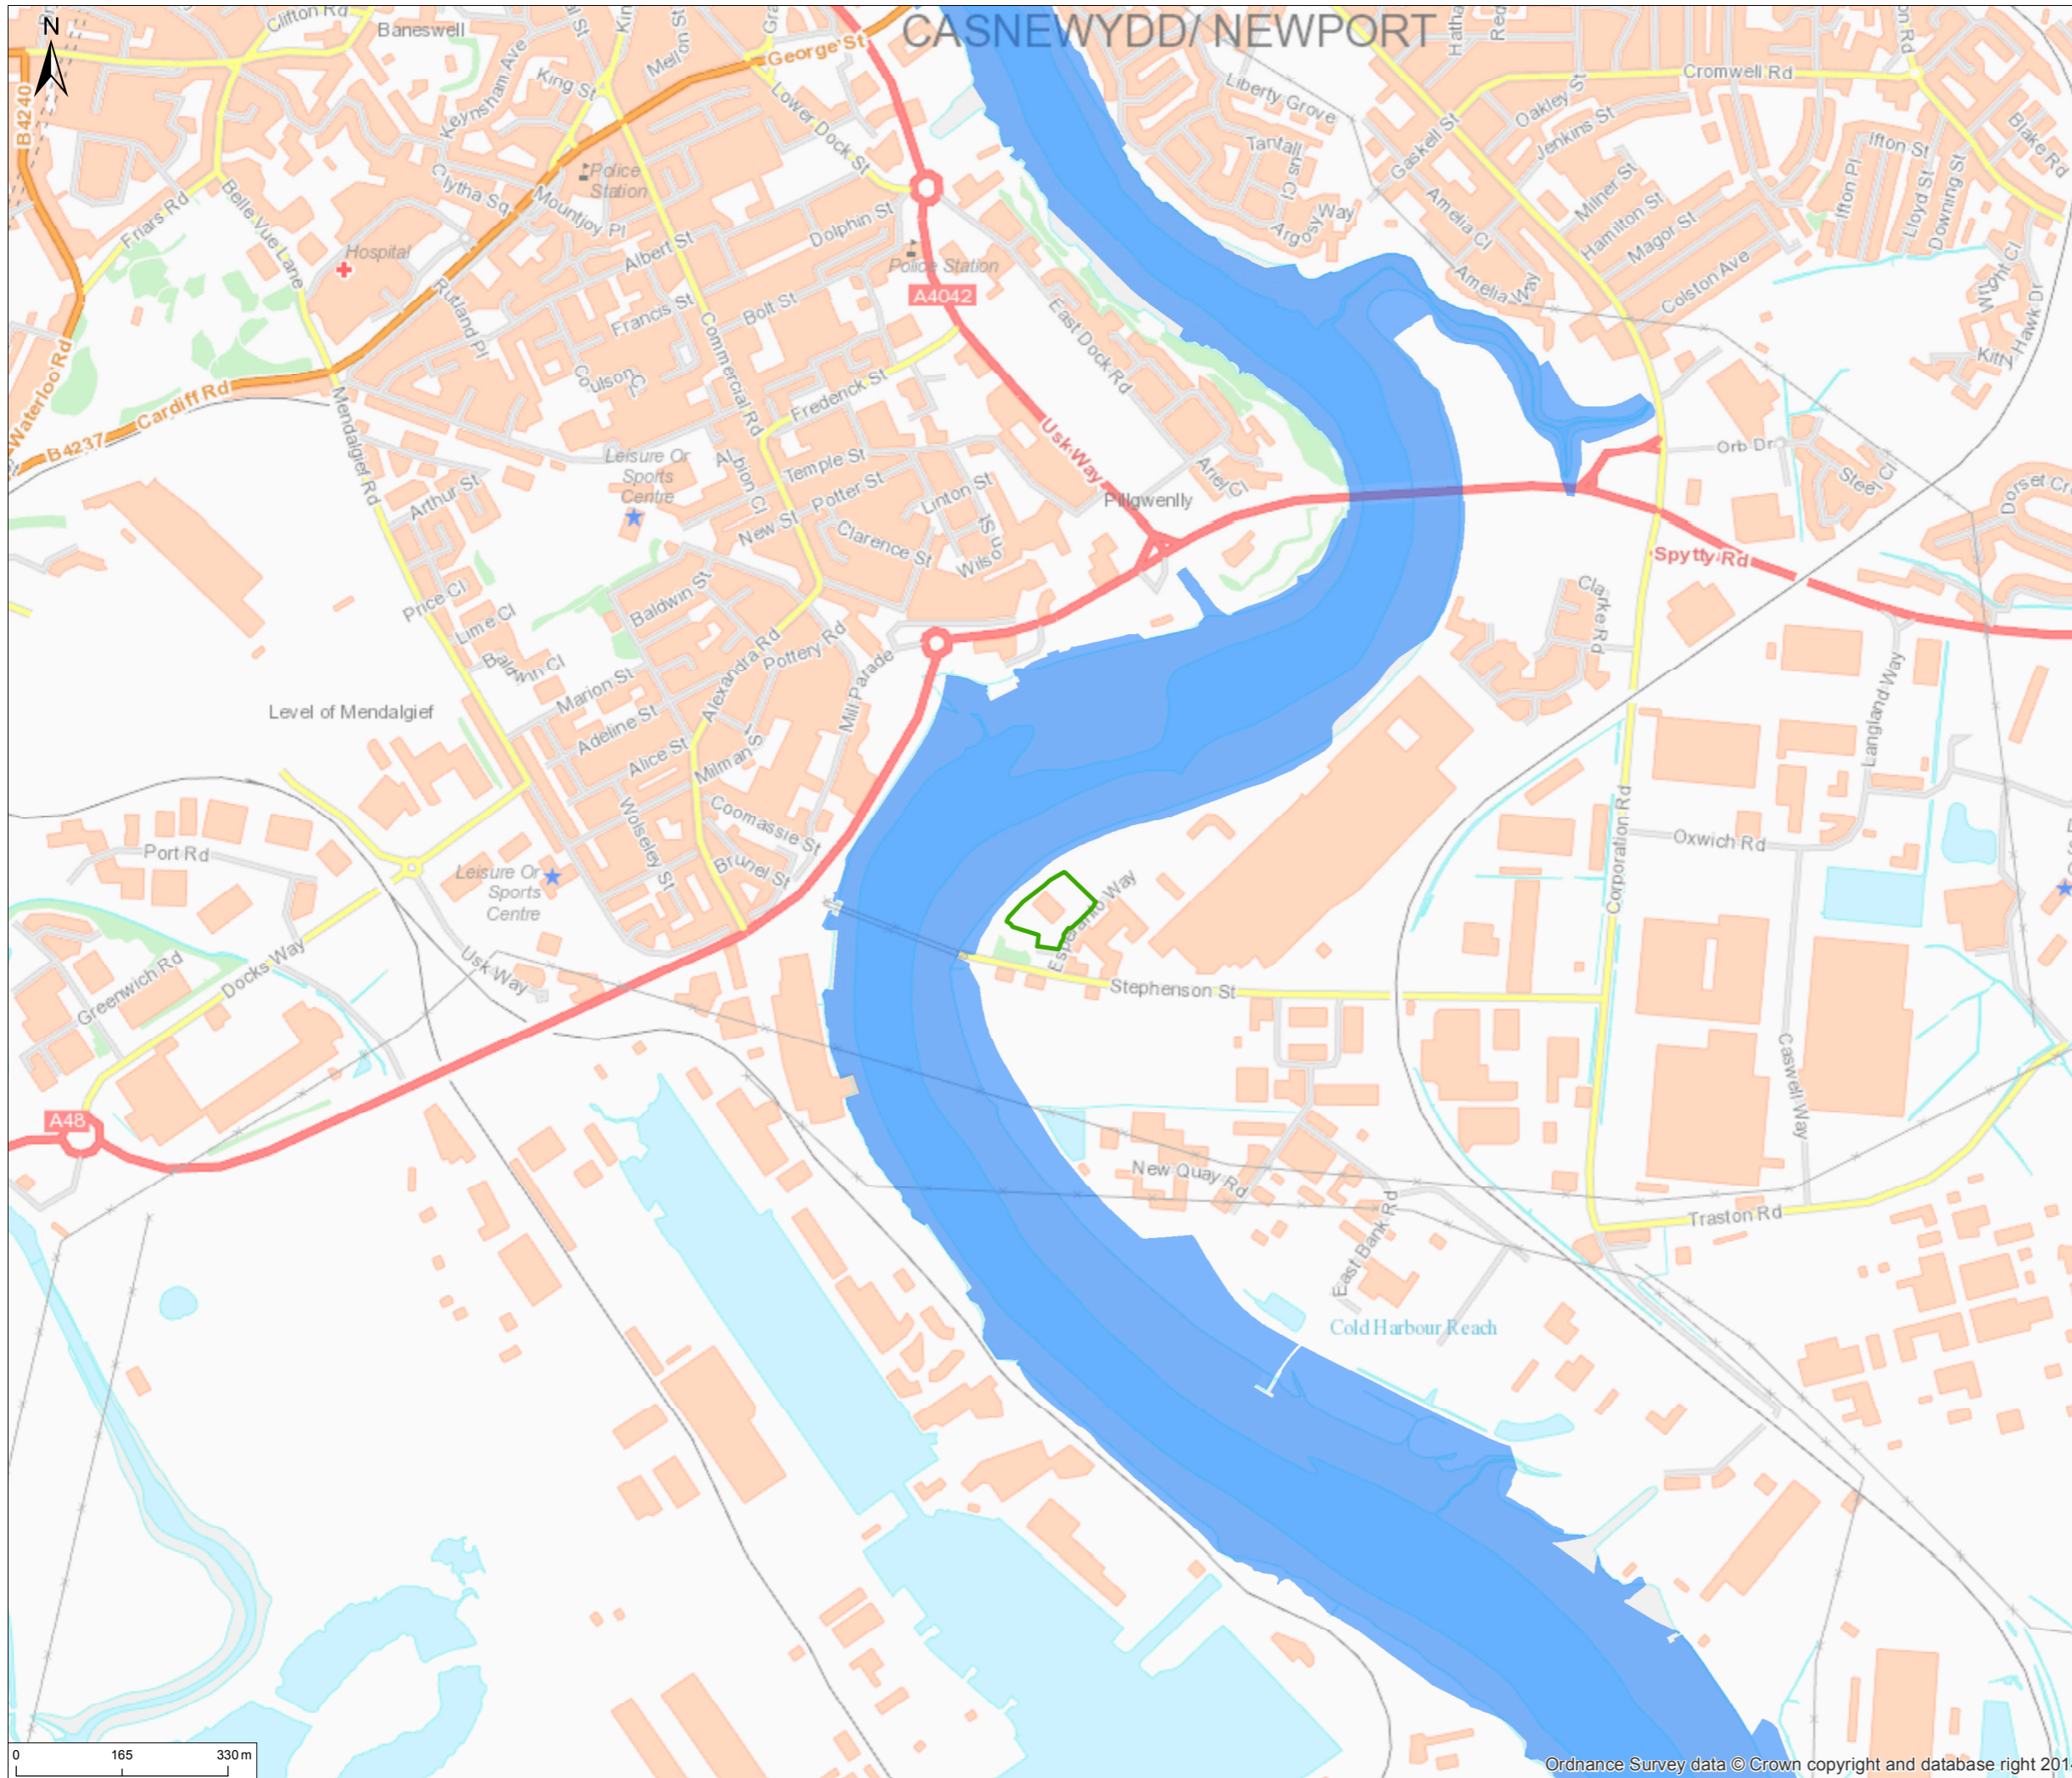 N
CASNEWYDD/ NEWPORT
Clifton Rd
Baneswell
George St
B4240
Keynsham Ave
King St
Lower Dock St
Liberty Grove
Cromwell Rd
Oakley St
Jenkins St
Gaskell St
Tantall
Blake Rd
Ifton St
Ifton Pl
Lloyd St
Downing St
Police
Station
Clytha Sq
Mountjoy Pl
Friars Rd
Belle Vue Lane
Hospital
Albert St
Dolphin St
Police Station
Argosy Way
Amelia Cl
Amelia Way
Milner St
Hamilton St
Magor St
Colston Ave
Kitty Hawk Dr
A4042
Rutland Pl
Francis St
Bolt St
Commercial Rd
East Dock Rd
Waterloo Rd
Cardiff Rd
B4237
Mendalgief Rd
Coulson Cl
Frederick St
Usk Way
Orb Dr
Steel Cl
Leisure Or
Sports
Centre
Albion Cl
Temple St
Potter St
Linton St
Ariel Cl
Pillgwenlly
Arthur St
New St
Clarence St
Spytty Rd
Price Cl
Lime Cl
Baldwin St
Baldwin Cl
Clarke Rd
Marion St
Alexandra Rd
Pottery Rd
Mill Parade
Level of Mendalgief
Adeline St
Alice St
Milman St
Langland Way
Wolseley St
Coomassie St
Brunel St
Port Rd
Leisure Or
Sports
Centre
Corporation Rd
Oxwich Rd
Esperanto Way
Stephenson St
Greenwich Rd
Docks Way
Usk Way
Caswell Way
A48
New Quay Rd
East Bank Rd
Traston Rd
Cold Harbour Reach
0 165 330 m
Ordnance Survey data © Crown copyright and database right 201